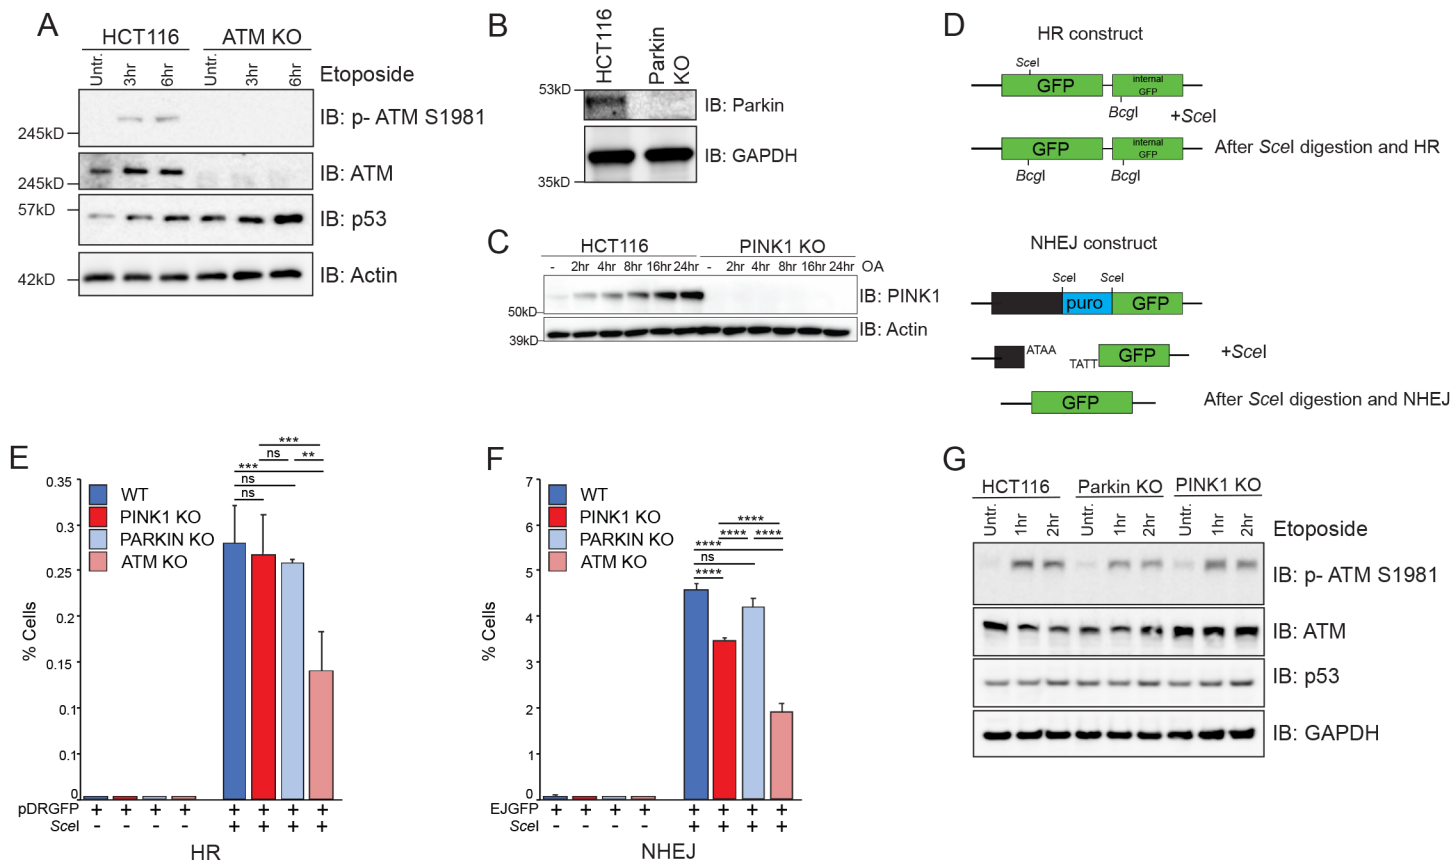 A
HCT116 ATM KO
Untr. 3hr 6hr Untr. 3hr 6hr Etoposide
IB: p- ATM S1981
245kD
IB: ATM
245kD
57kD
IB: p53
42kD
IB: Actin
B
HCT116 Parkin KO
53kD
IB: Parkin
IB: GAPDH
35kD
C
HCT116 PINK1 KO
- 2hr 4hr 8hr 16hr 24hr - 2hr 4hr 8hr 16hr 24hr OA
IB: PINK1
50kD
IB: Actin
39kD
D
HR construct
SceI
GFP internal GFP
BcgI +SceI
GFP internal GFP After SceI digestion and HR
BcgI BcgI
NHEJ construct
SceI SceI
puro GFP
ATAA TATT GFP +SceI
GFP After SceI digestion and NHEJ
E
***
ns **
***
ns
ns
WT
PINK1 KO
PARKIN KO
ATM KO
% Cells
0.35
0.3
0.25
0.2
0.15
0.1
0.1
0
pDRGFP + + + + + + + +
SceI - - - - + + + +
HR
F
****
**** ****
****
ns
****
WT
PINK1 KO
PARKIN KO
ATM KO
% Cells
7
6
5
4
3
2
1
0
EJGFP + + + + + + + +
SceI - - - - + + + +
NHEJ
G
HCT116 Parkin KO PINK1 KO
Untr. 1hr 2hr Untr. 1hr 2hr Untr. 1hr 2hr Etoposide
IB: p- ATM S1981
IB: ATM
IB: p53
IB: GAPDH